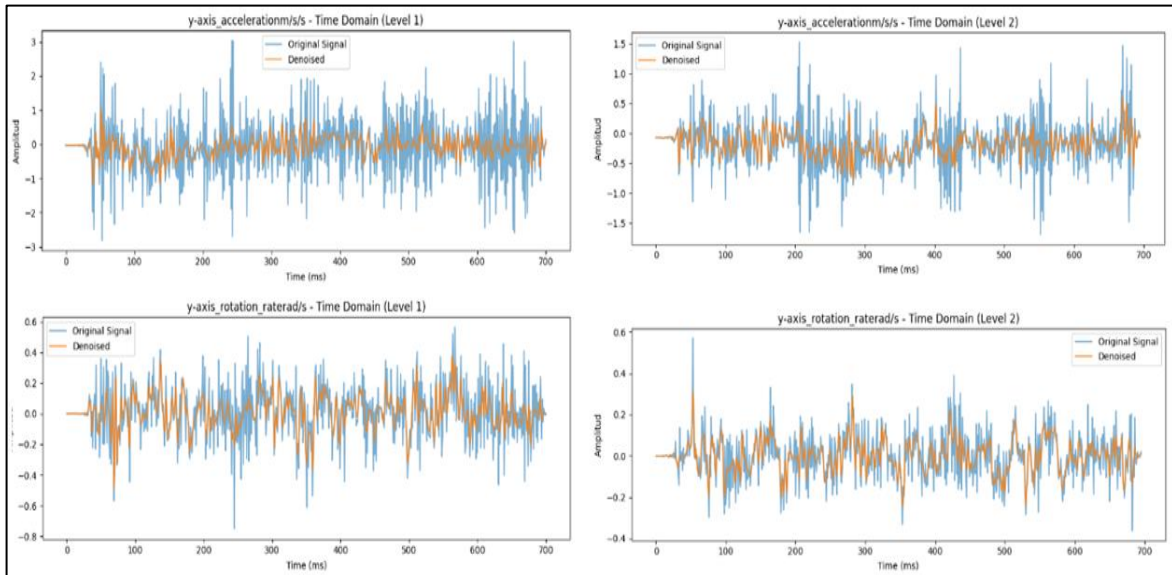 y-axis_accelerationm/s/s - Time Domain (Level 1)
Original Signal
Denoised
3
2
1
0
−1
−2
−3
Amplitud
0 100 200 300 400 500 600 700
Time (ms)
y-axis_accelerationm/s/s - Time Domain (Level 2)
Original Signal
Denoised
1.5
1.0
0.5
0.0
−0.5
−1.0
−1.5
Amplitud
0 100 200 300 400 500 600 700
Time (ms)
y-axis_rotation_raterad/s - Time Domain (Level 1)
Original Signal
Denoised
0.6
0.4
0.2
0.0
−0.2
−0.4
−0.6
−0.8
0 100 200 300 400 500 600 700
Time (ms)
y-axis_rotation_raterad/s - Time Domain (Level 2)
Original Signal
Denoised
0.6
0.4
0.2
0.0
−0.2
−0.4
Amplitud
0 100 200 300 400 500 600 700
Time (ms)